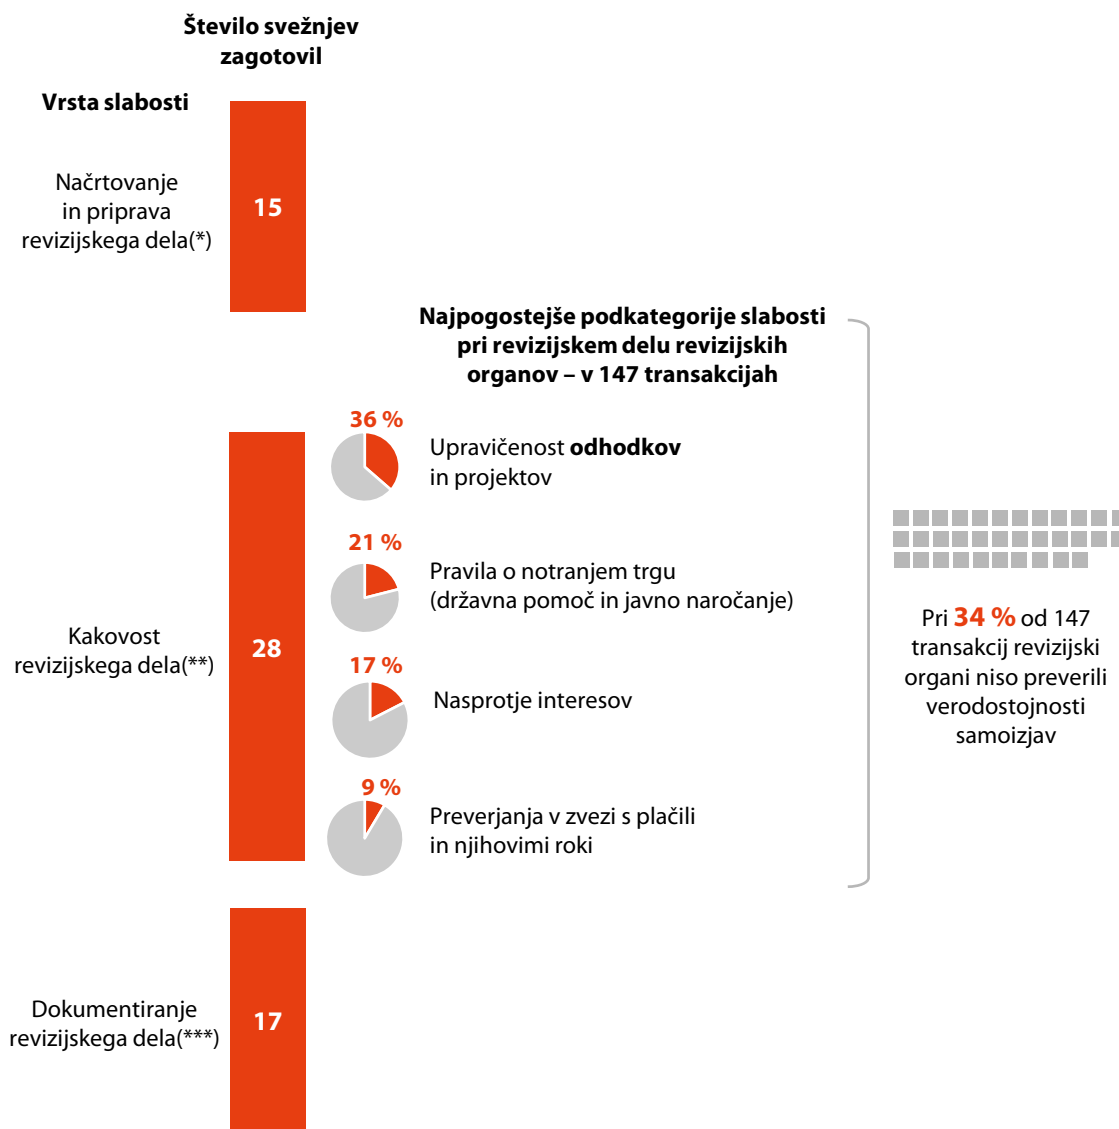 Število svežnjev
zagotovil
Vrsta slabosti
Načrtovanje
in priprava
revizijskega dela(*)
15
Najpogostejše podkategorije slabosti
pri revizijskem delu revizijskih
organov – v 147 transakcijah
36 %
Upravičenost odhodkov
in projektov
21 %
Pravila o notranjem trgu
(državna pomoč in javno naročanje)
Kakovost
revizijskega dela(**)
28
17 %
Nasprotje interesov
9 %
Preverjanja v zvezi s plačili
in njihovimi roki
Pri 34 % od 147
transakcij revizijski
organi niso preverili
verodostojnosti
samoizjav
Dokumentiranje
revizijskega dela(***)
17